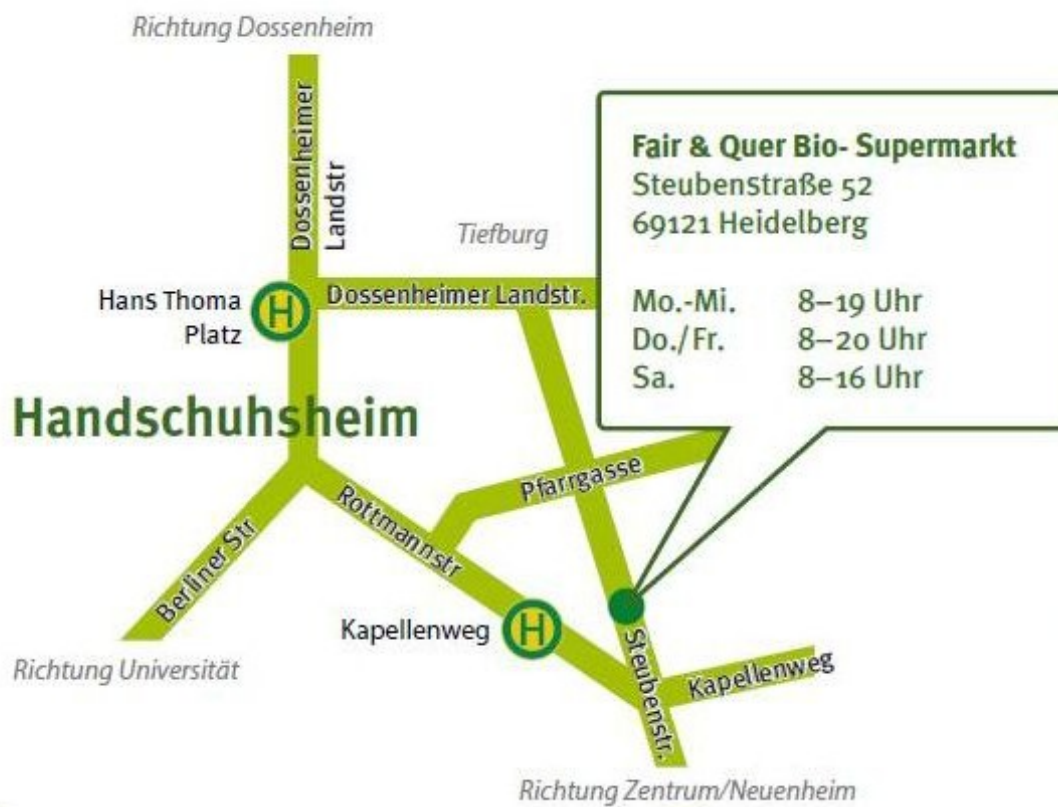 Richtung Dossenheim
Dossenheimer
Landstr
Fair & Quer Bio- Supermarkt
Steubenstraße 52
69121 Heidelberg
Mo.-Mi. 8–19 Uhr
Do./Fr. 8–20 Uhr
Sa. 8–16 Uhr
Tiefburg
Hans Thoma
Platz
H
Dossenheimer Landstr.
Handschuhsheim
Pfarrgasse
Rottmannstr
Berliner Str
Kapellenweg
H
Steubenstr.
Kapellenweg
Richtung Universität
Richtung Zentrum/Neuenheim